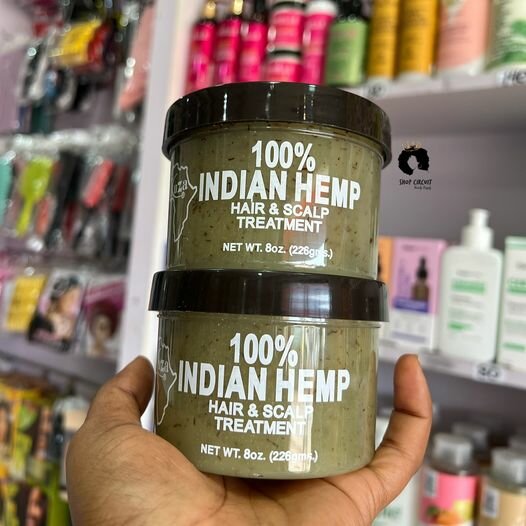 SHOP CIRCUIT
100%
INDIAN HEMP
HAIR & SCALP
TREATMENT
NET WT. 8oz. (226gms.)
100%
INDIAN HEMP
HAIR & SCALP
TREATMENT
NET WT. 8oz. (226gms.)